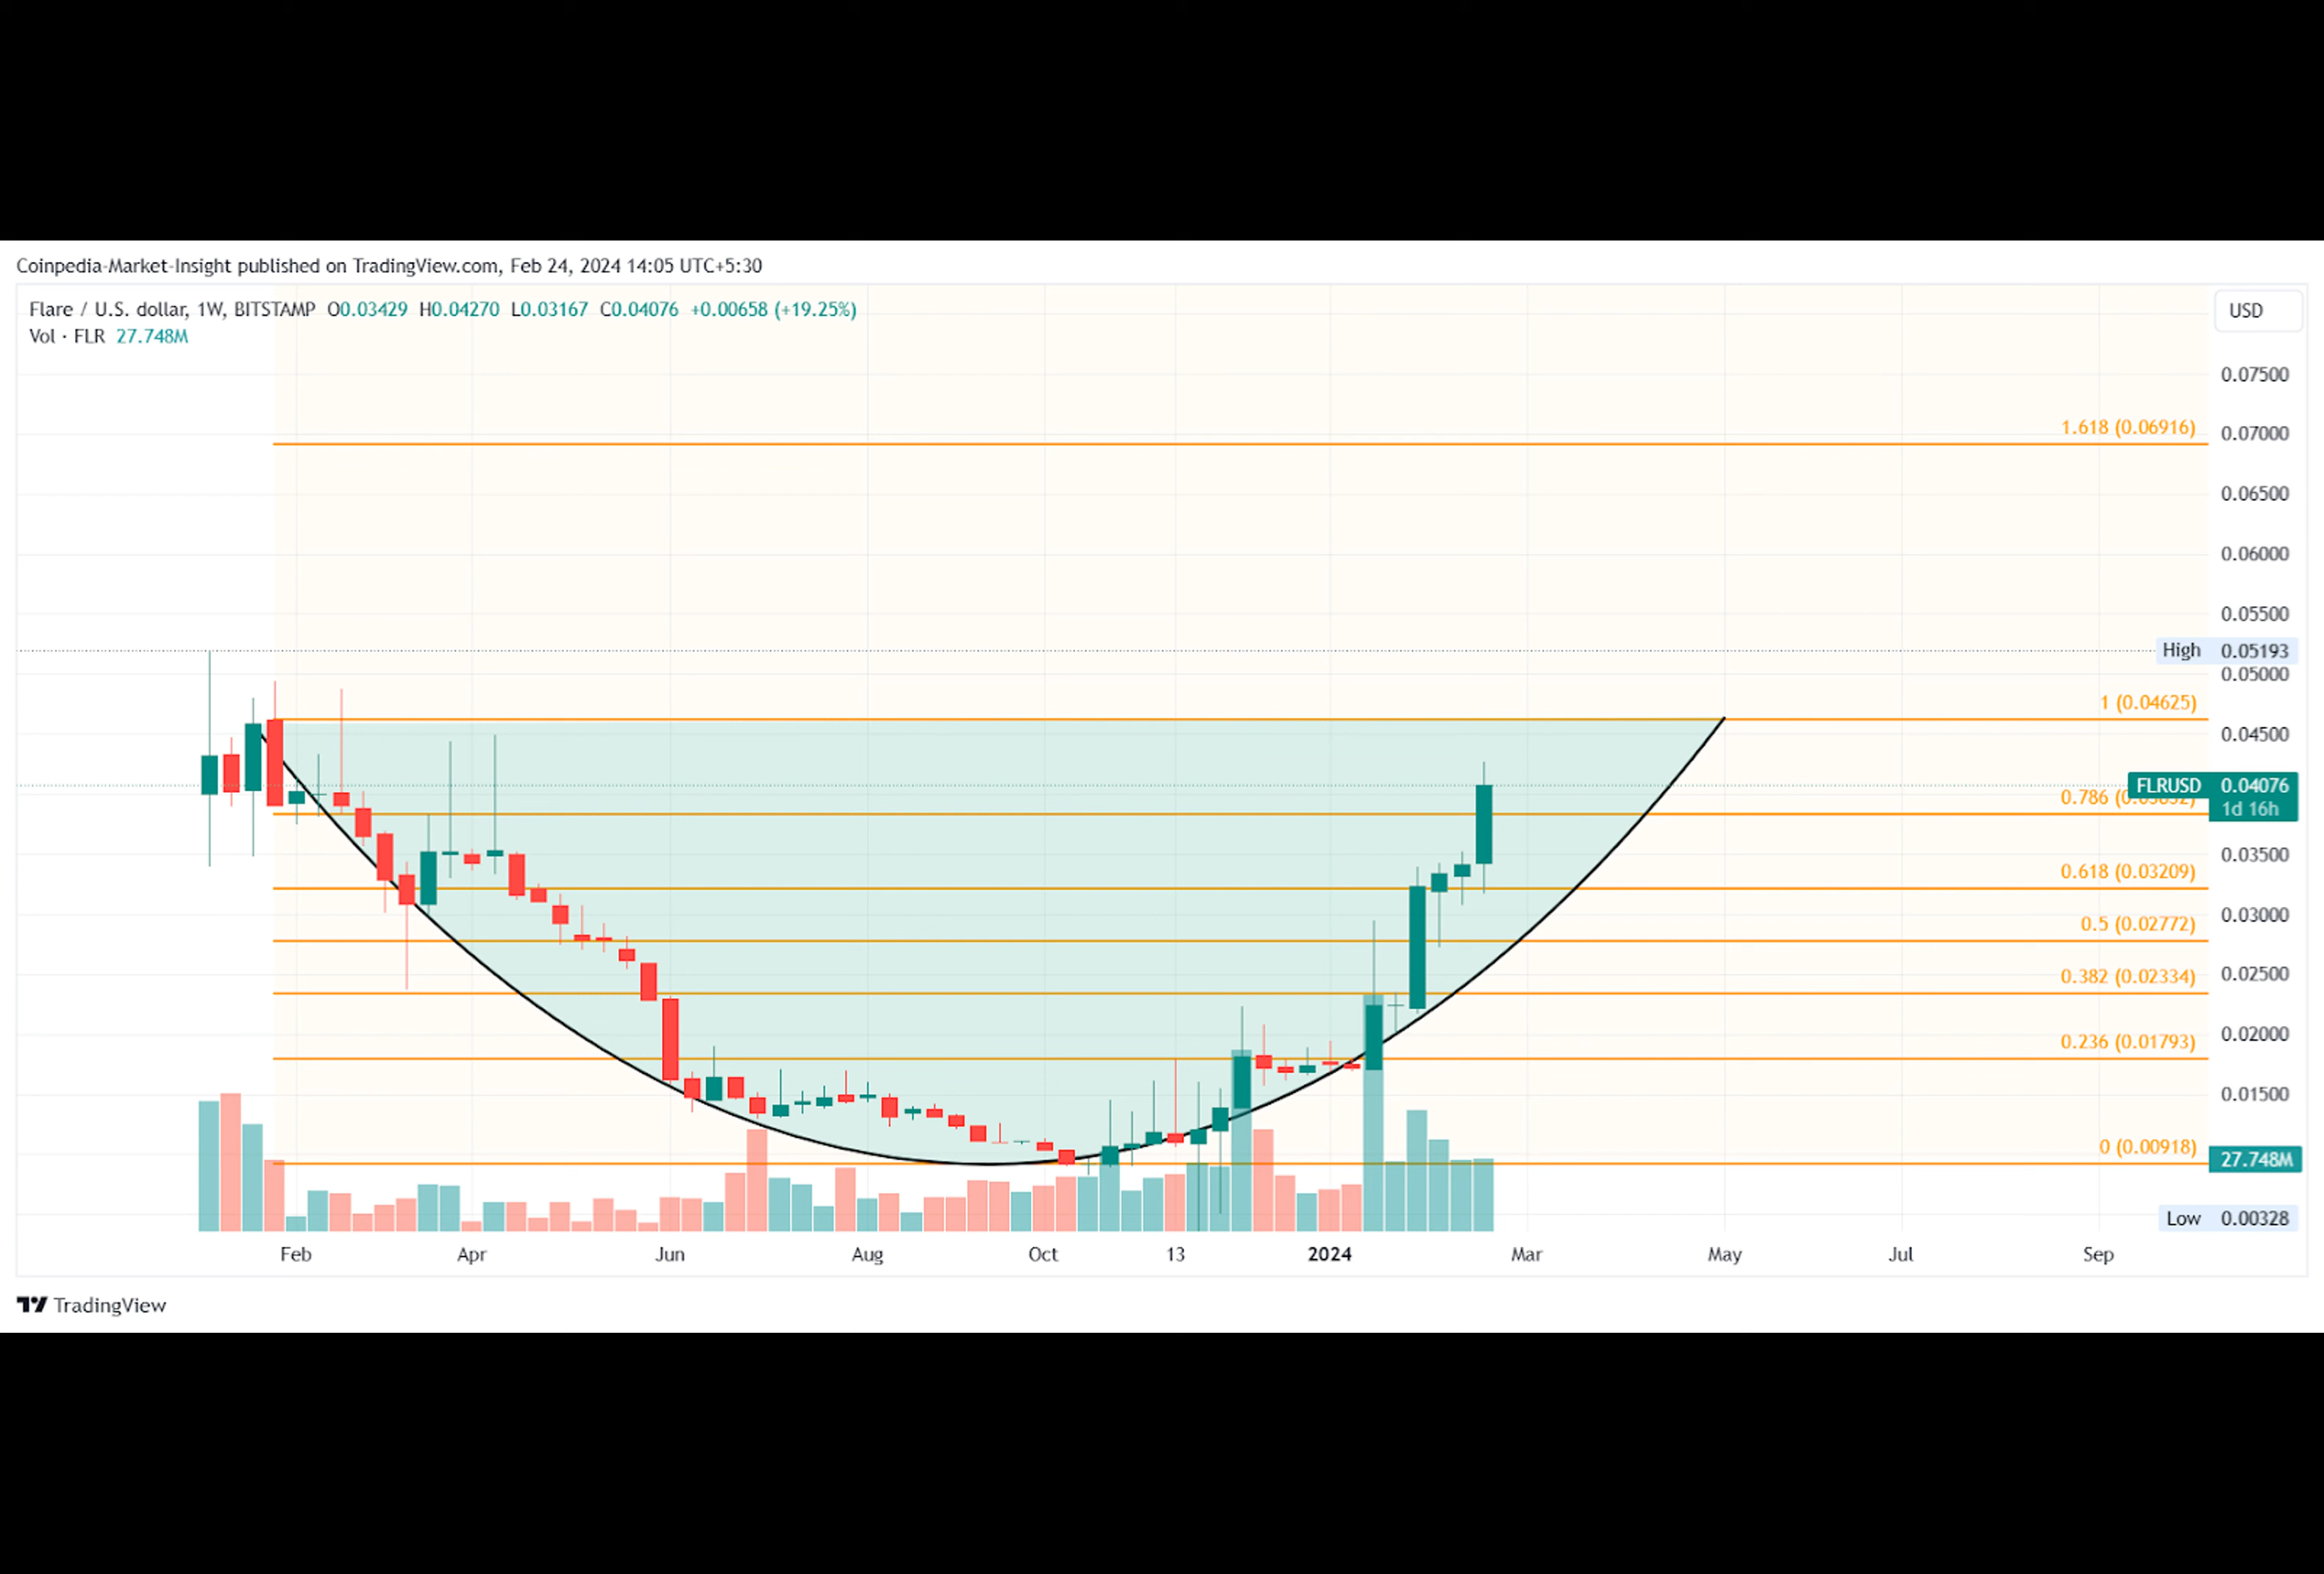 Coinpedia-Market-Insight published on TradingView.com, Feb 24, 2024 14:05 UTC+5:30
Flare / U.S. dollar, 1W, BITSTAMP O0.03429 H0.04270 L0.03167 C0.04076 +0.00658 (+19.25%)
USD
Vol · FLR 27.748M
0.07500
1.618 (0.06916)
0.07000
0.06500
0.06000
0.05500
High 0.05193
0.05000
1 (0.04625)
0.04500
FLRUSD 0.04076
0.786
1d 16h
0.03500
0.618 (0.03209)
0.03000
0.5 (0.02772)
0.02500
0.382 (0.02334)
0.02000
0.236 (0.01793)
0.01500
0 (0.00918)
27.748M
Low 0.00328
Feb Apr Jun Aug Oct 13 2024 Mar May Jul Sep
TradingView